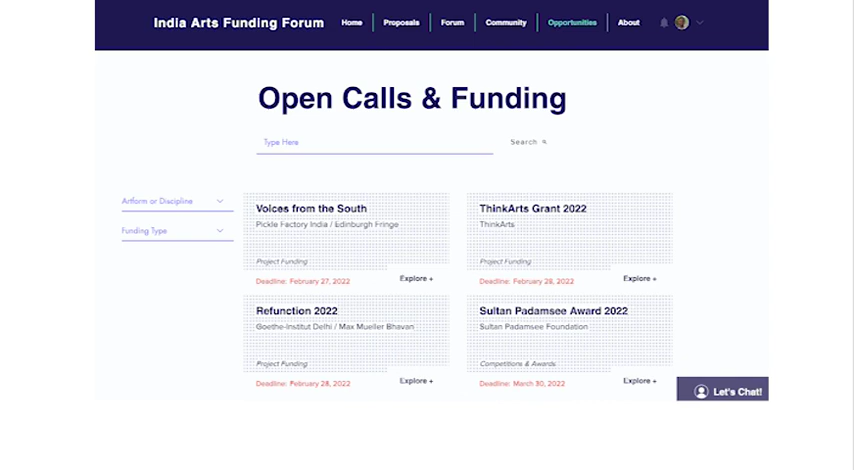 India Arts Funding Forum Home Proposals Forum Community Opportunities About
Open Calls & Funding
Type Here Search
Artform or Discipline
Funding Type
Voices from the South
Pickle Factory India / Edinburgh Fringe
Project Funding
Deadline: February 27, 2022 Explore +
ThinkArts Grant 2022
ThinkArts
Project Funding
Deadline: February 28, 2022 Explore +
Refunction 2022
Goethe-Institut Delhi / Max Mueller Bhavan
Project Funding
Deadline: February 28, 2022 Explore +
Sultan Padamsee Award 2022
Sultan Padamsee Foundation
Competitions & Awards
Deadline: March 30, 2022 Explore +
Let's Chat!